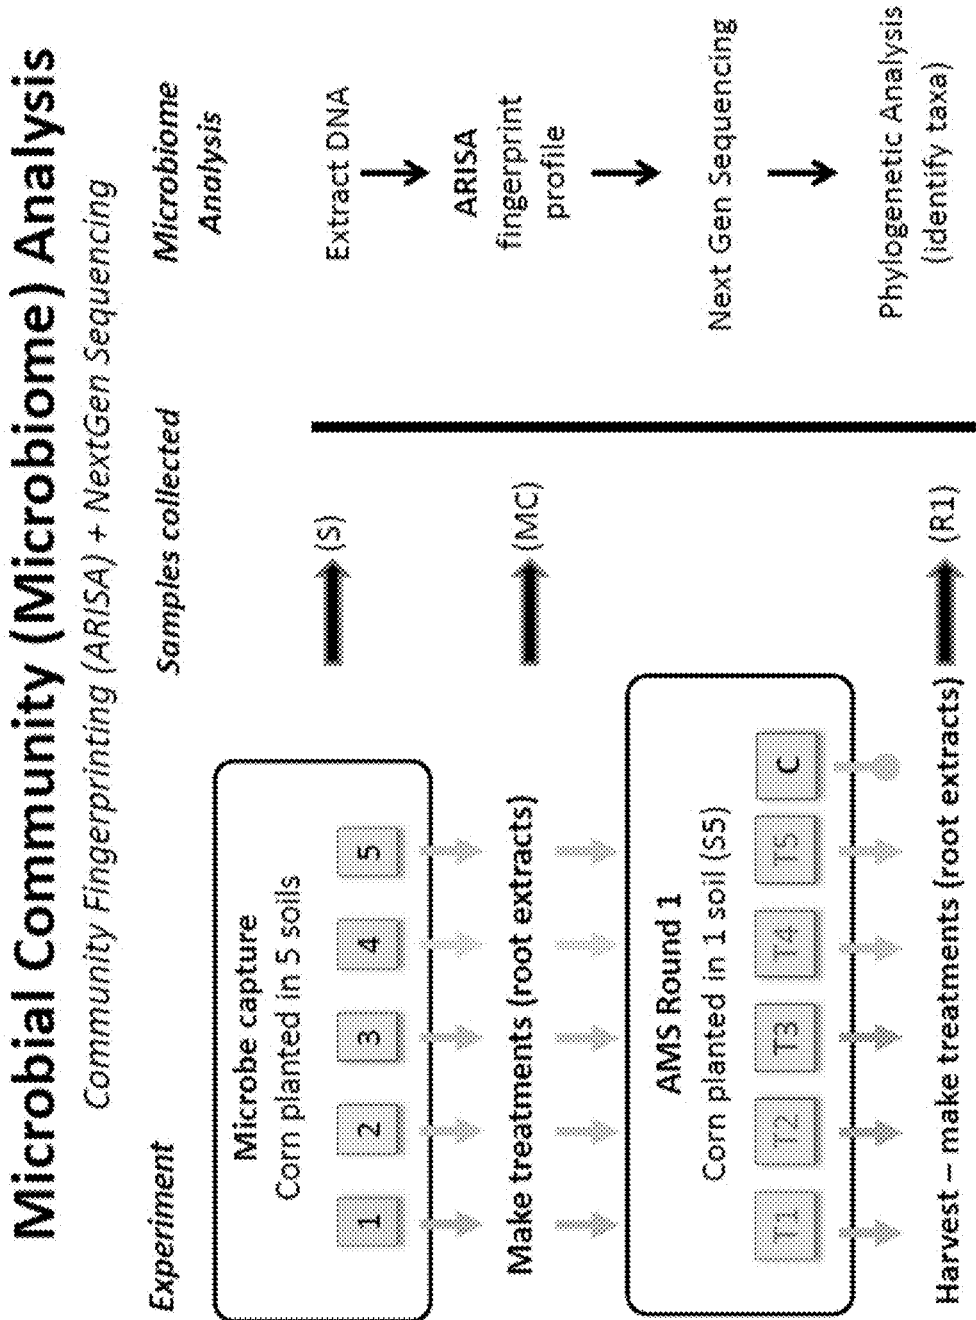 Microbial Community (Microbiome) Analysis
Community Fingerprinting (ARISA) + NextGen Sequencing
Experiment
Samples collected
Microbiome
Analysis
Microbe capture
Corn planted in 5 soils
1 2 3 4 5
(S)
Make treatments (root extracts)
(MC)
AMS Round 1
Corn planted in 1 soil (S5)
T1 T2 T3 T4 T5 C
Harvest – make treatments (root extracts)
(R1)
Extract DNA
ARISA
fingerprint
profile
Next Gen Sequencing
Phylogenetic Analysis
(identify taxa)